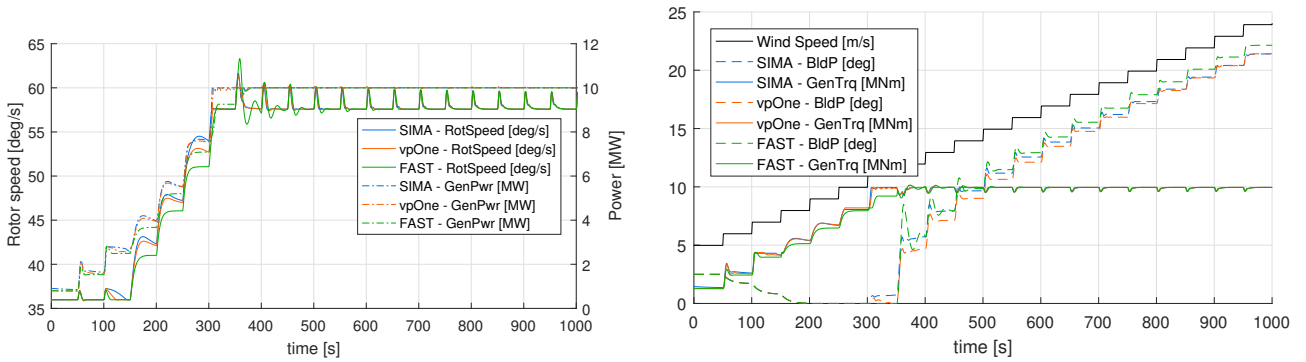 65
60
55
50
45
40
35
Rotor speed [deg/s]
12
10
8
6
4
2
0
Power [MW]
SIMA - RotSpeed [deg/s]
vpOne - RotSpeed [deg/s]
FAST - RotSpeed [deg/s]
SIMA - GenPwr [MW]
vpOne - GenPwr [MW]
FAST - GenPwr [MW]
0 100 200 300 400 500 600 700 800 900 1000
time [s]
25
20
15
10
5
0
Wind Speed [m/s]
SIMA - BldP [deg]
SIMA - GenTrq [MNm]
vpOne - BldP [deg]
vpOne - GenTrq [MNm]
FAST - BldP [deg]
FAST - GenTrq [MNm]
0 100 200 300 400 500 600 700 800 900 1000
time [s]